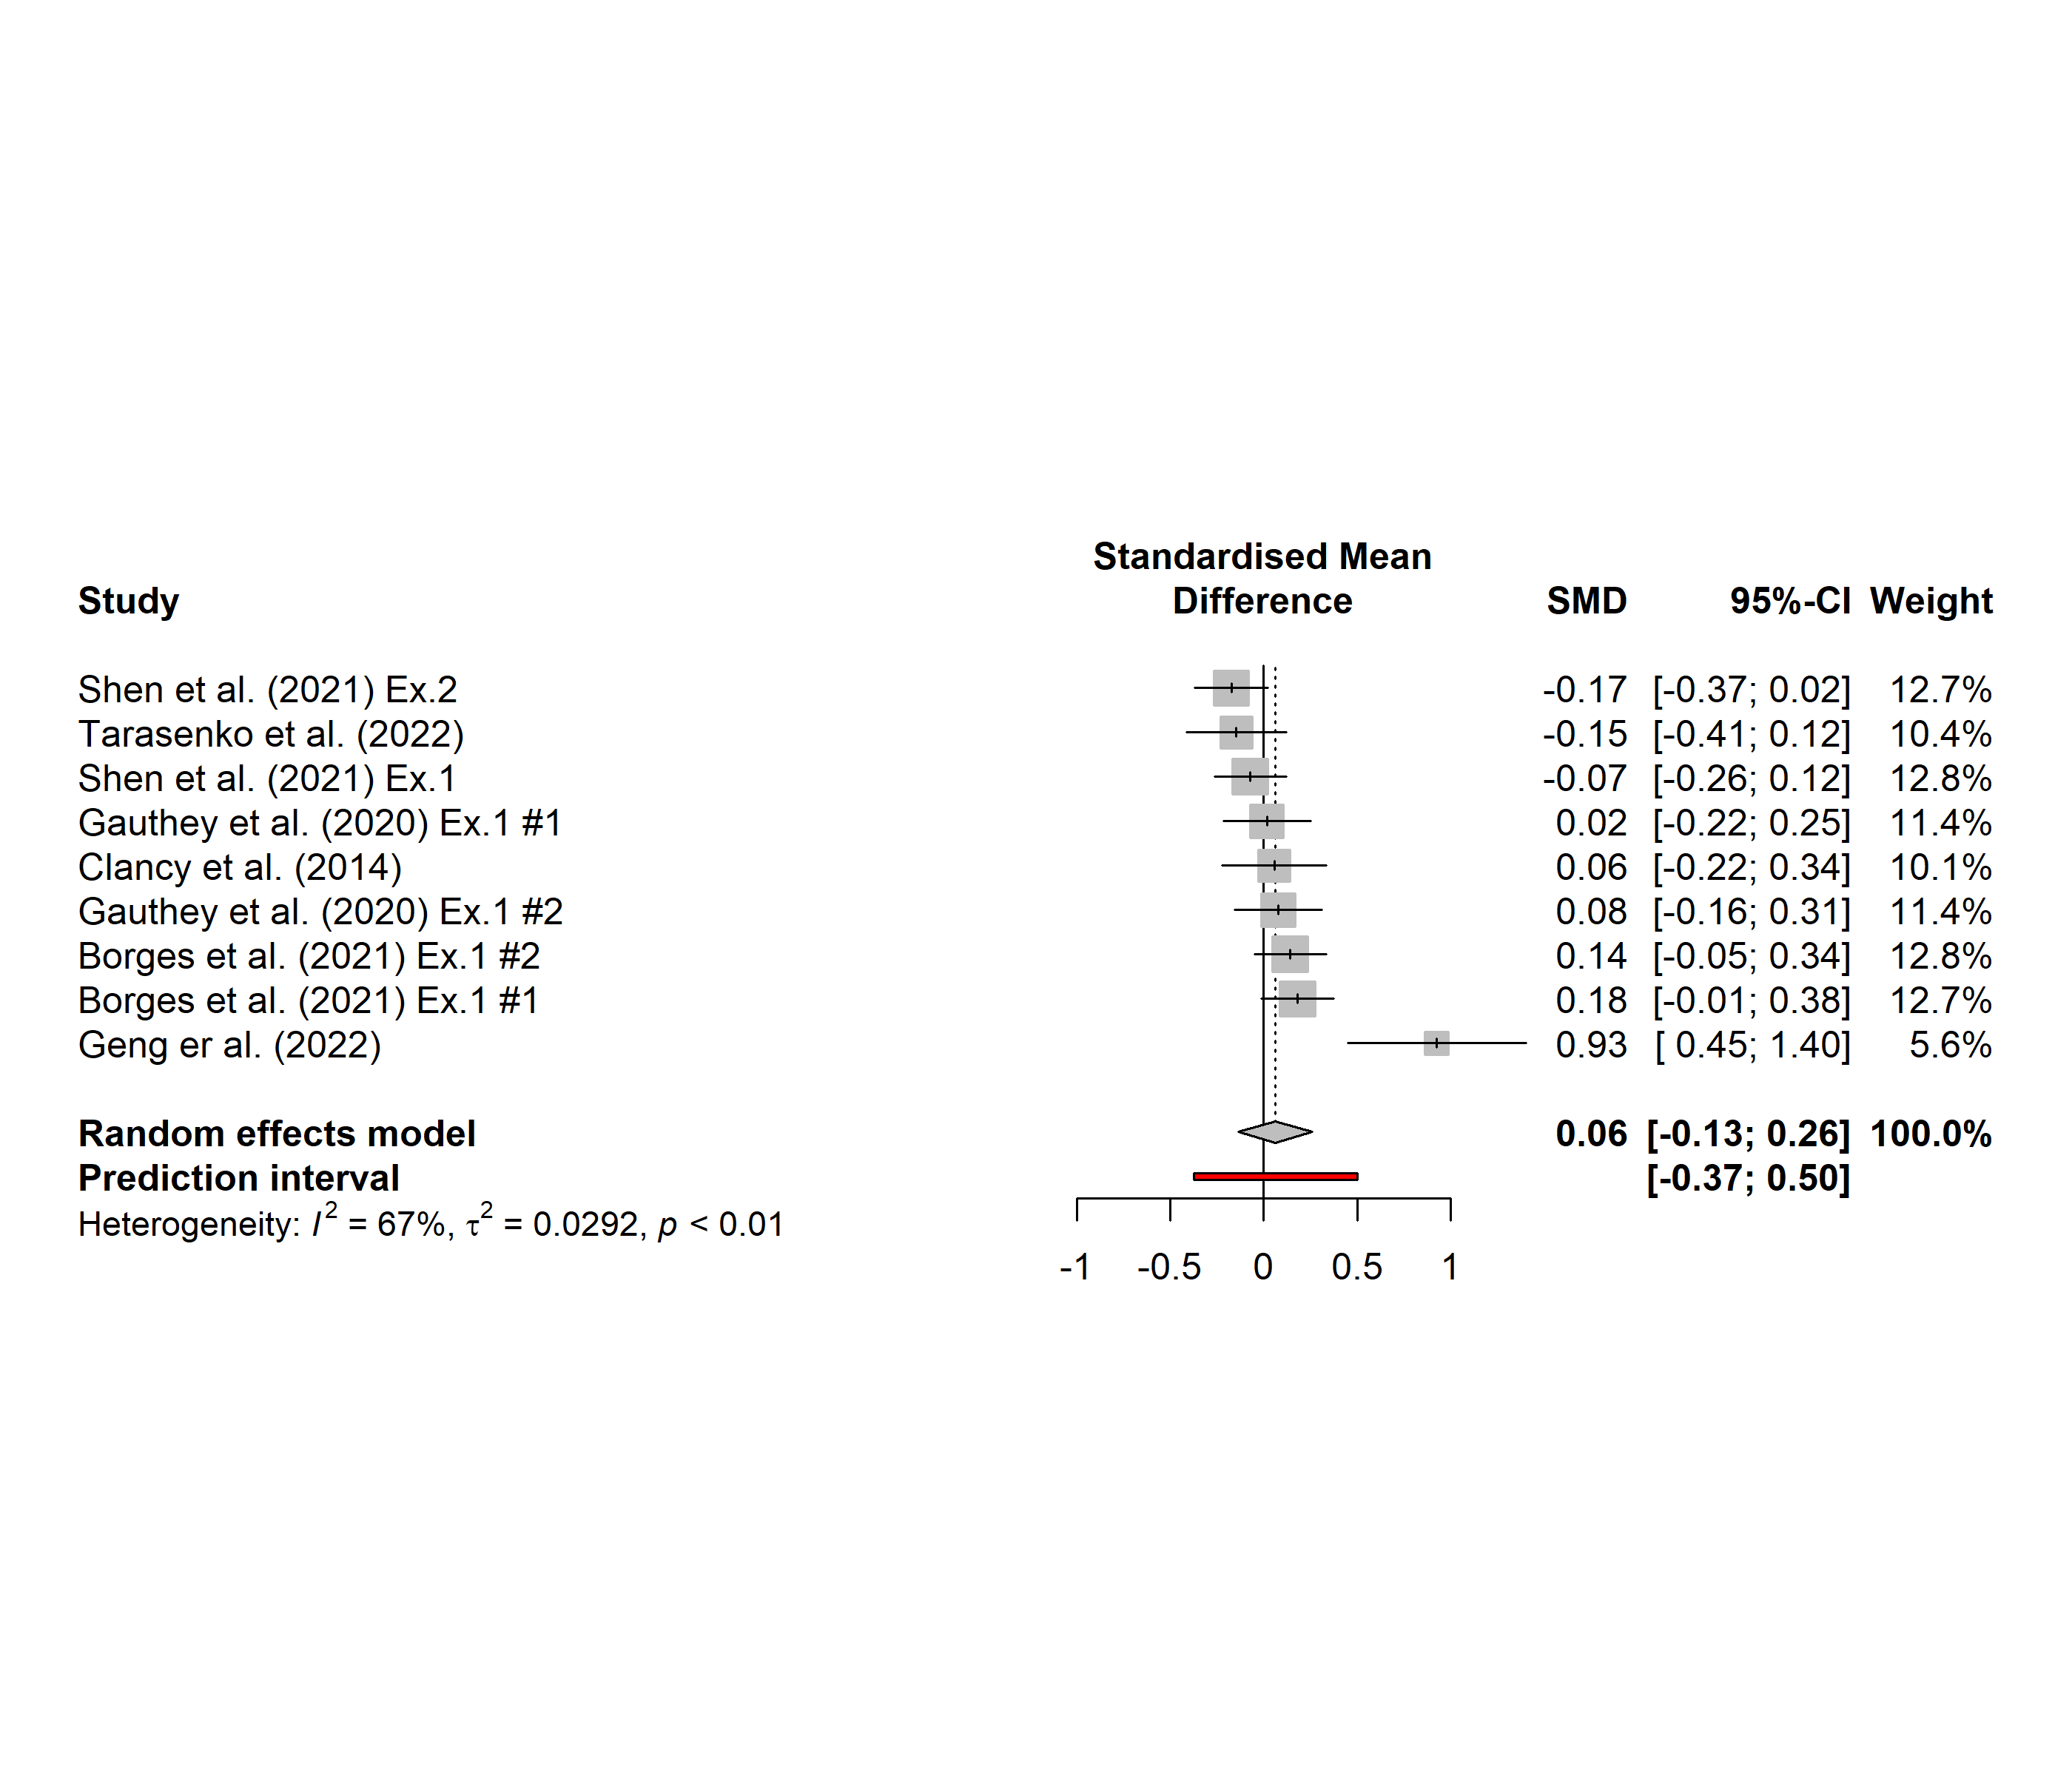 Standardised Mean
Study Difference SMD 95%-CI Weight
Shen et al. (2021) Ex.2 -0.17 [-0.37; 0.02] 12.7%
Tarasenko et al. (2022) -0.15 [-0.41; 0.12] 10.4%
Shen et al. (2021) Ex.1 -0.07 [-0.26; 0.12] 12.8%
Gauthey et al. (2020) Ex.1 #1 0.02 [-0.22; 0.25] 11.4%
Clancy et al. (2014) 0.06 [-0.22; 0.34] 10.1%
Gauthey et al. (2020) Ex.1 #2 0.08 [-0.16; 0.31] 11.4%
Borges et al. (2021) Ex.1 #2 0.14 [-0.05; 0.34] 12.8%
Borges et al. (2021) Ex.1 #1 0.18 [-0.01; 0.38] 12.7%
Geng er al. (2022) 0.93 [ 0.45; 1.40] 5.6%
Random effects model 0.06 [-0.13; 0.26] 100.0%
Prediction interval [-0.37; 0.50]
Heterogeneity: I² = 67%, τ² = 0.0292, p < 0.01
-1 -0.5 0 0.5 1